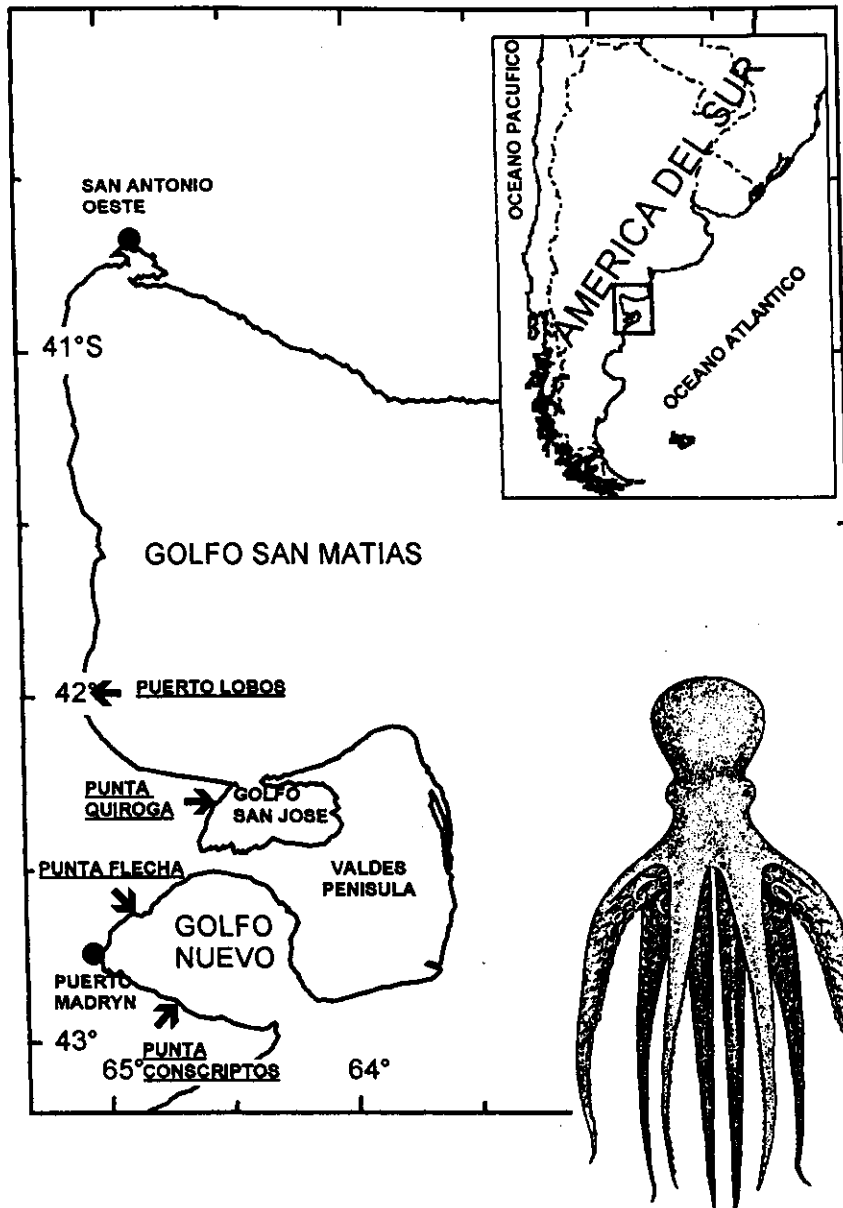 OCEANO PACUFICO
AMERICA DEL SUR
OCEANO ATLANTICO
SAN ANTONIO
OESTE
41°S
GOLFO SAN MATIAS
42°
PUERTO LOBOS
PUNTA
QUIROGA
GOLFO
SAN JOSE
PUNTA FLECHA
VALDES
PENISULA
GOLFO
NUEVO
PUERTO
MADRYN
43°
PUNTA
CONSCRIPTOS
65°
64°